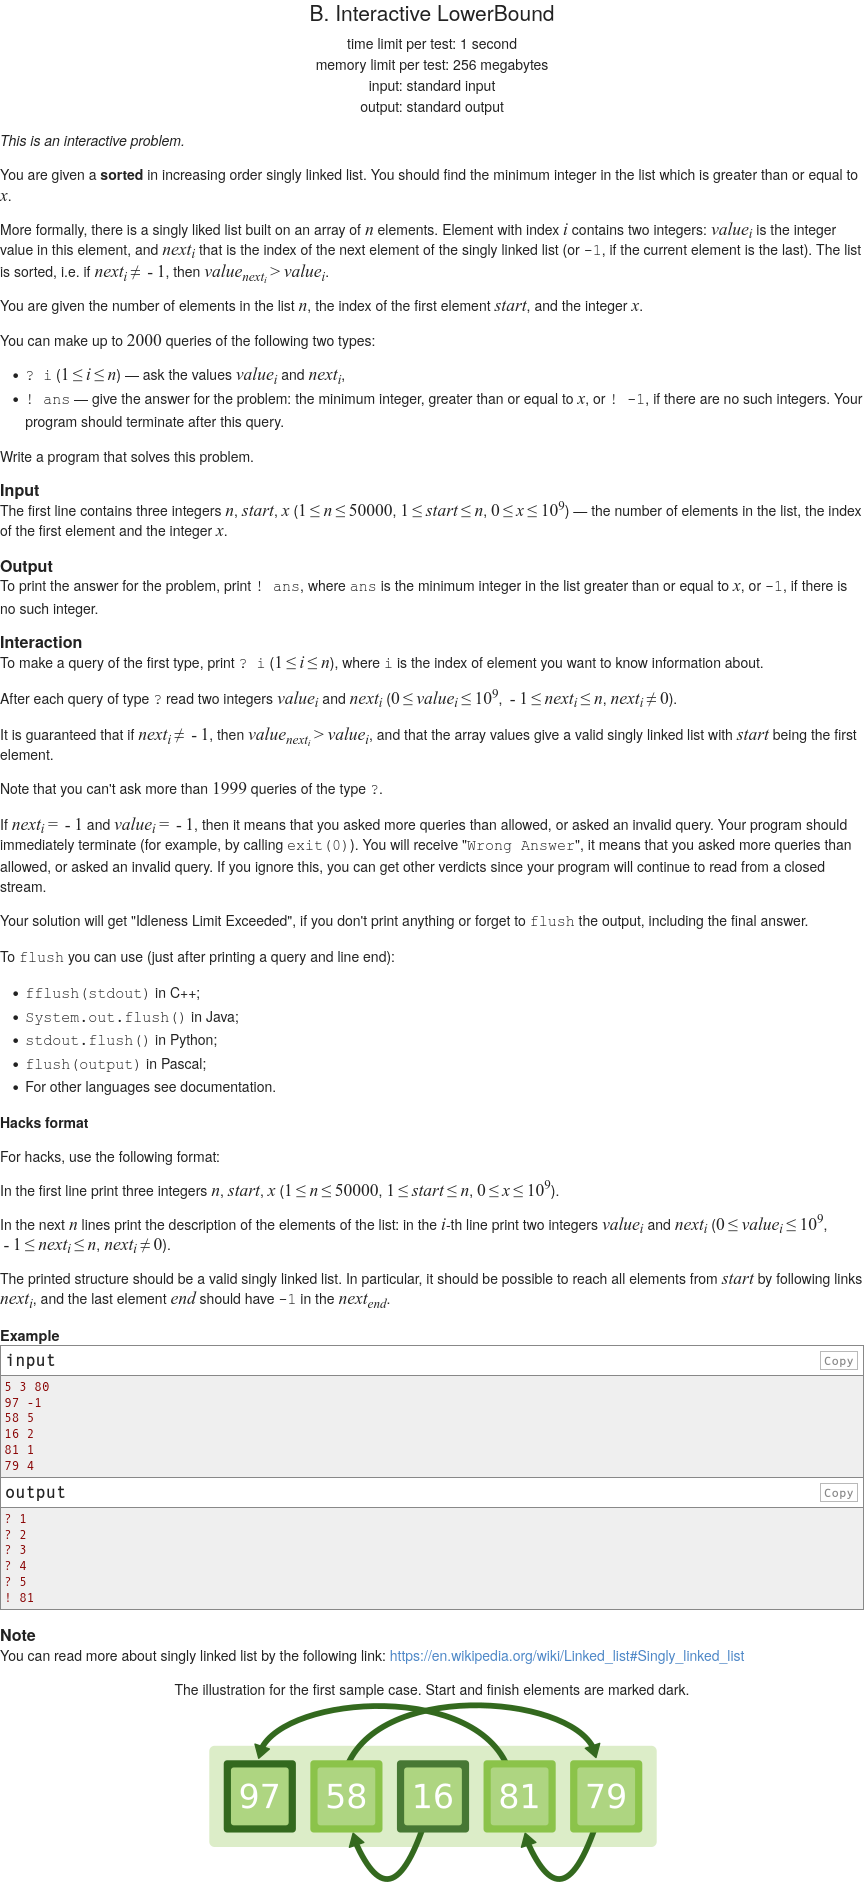 B. Interactive LowerBound
time limit per test: 1 second
memory limit per test: 256 megabytes
input: standard input
output: standard output
This is an interactive problem.
You are given a sorted in increasing order singly linked list. You should find the minimum integer in the list which is greater than or equal to
x.
More formally, there is a singly liked list built on an array of n elements. Element with index i contains two integers: value_i is the integer
value in this element, and next_i that is the index of the next element of the singly linked list (or -1, if the current element is the last). The list
is sorted, i.e. if next_i ≠ - 1, then value_{next_i} > value_i.
You are given the number of elements in the list n, the index of the first element start, and the integer x.
You can make up to 2000 queries of the following two types:
• ? i (1 ≤ i ≤ n) — ask the values value_i and next_i,
• ! ans — give the answer for the problem: the minimum integer, greater than or equal to x, or ! -1, if there are no such integers. Your
program should terminate after this query.
Write a program that solves this problem.
Input
The first line contains three integers n, start, x (1 ≤ n ≤ 50000, 1 ≤ start ≤ n, 0 ≤ x ≤ 10^9) — the number of elements in the list, the index
of the first element and the integer x.
Output
To print the answer for the problem, print ! ans, where ans is the minimum integer in the list greater than or equal to x, or -1, if there is
no such integer.
Interaction
To make a query of the first type, print ? i (1 ≤ i ≤ n), where i is the index of element you want to know information about.
After each query of type ? read two integers value_i and next_i (0 ≤ value_i ≤ 10^9, - 1 ≤ next_i ≤ n, next_i ≠ 0).
It is guaranteed that if next_i ≠ - 1, then value_{next_i} > value_i, and that the array values give a valid singly linked list with start being the first
element.
Note that you can't ask more than 1999 queries of the type ?.
If next_i = - 1 and value_i = - 1, then it means that you asked more queries than allowed, or asked an invalid query. Your program should
immediately terminate (for example, by calling exit(0)). You will receive "Wrong Answer", it means that you asked more queries than
allowed, or asked an invalid query. If you ignore this, you can get other verdicts since your program will continue to read from a closed
stream.
Your solution will get "Idleness Limit Exceeded", if you don't print anything or forget to flush the output, including the final answer.
To flush you can use (just after printing a query and line end):
• fflush(stdout) in C++;
• System.out.flush() in Java;
• stdout.flush() in Python;
• flush(output) in Pascal;
• For other languages see documentation.
Hacks format
For hacks, use the following format:
In the first line print three integers n, start, x (1 ≤ n ≤ 50000, 1 ≤ start ≤ n, 0 ≤ x ≤ 10^9).
In the next n lines print the description of the elements of the list: in the i-th line print two integers value_i and next_i (0 ≤ value_i ≤ 10^9,
- 1 ≤ next_i ≤ n, next_i ≠ 0).
The printed structure should be a valid singly linked list. In particular, it should be possible to reach all elements from start by following links
next_i, and the last element end should have -1 in the next_end.
Example
input Copy
5 3 80
97 -1
58 5
16 2
81 1
79 4
output Copy
? 1
? 2
? 3
? 4
? 5
! 81
Note
You can read more about singly linked list by the following link: https://en.wikipedia.org/wiki/Linked_list#Singly_linked_list
The illustration for the first sample case. Start and finish elements are marked dark.
97 58 16 81 79